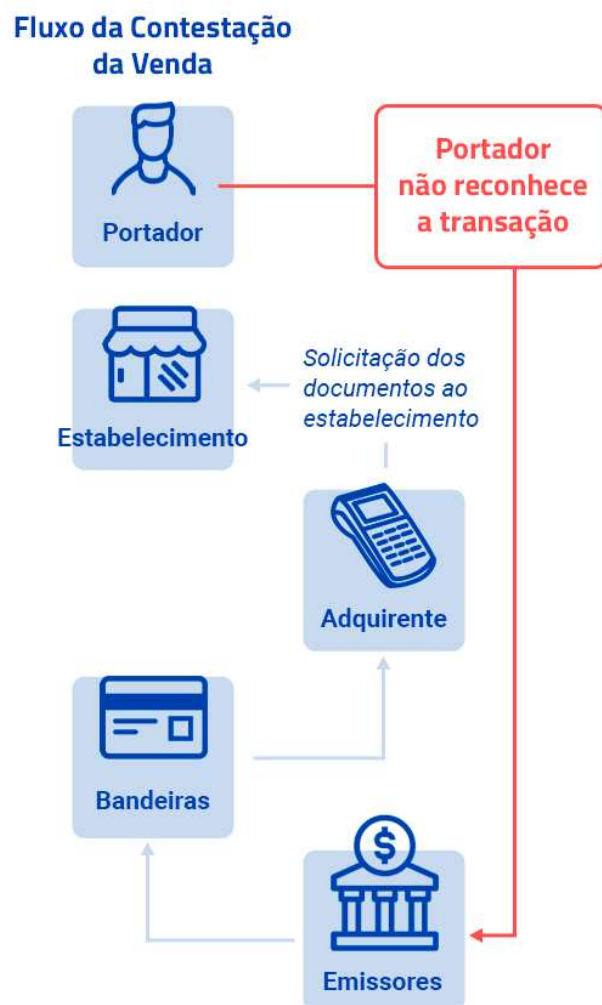 Fluxo da Contestação
da Venda
Portador
Portador
não reconhece
a transação
Estabelecimento
Solicitação dos
documentos ao
estabelecimento
Adquirente
Bandeiras
$
Emissores